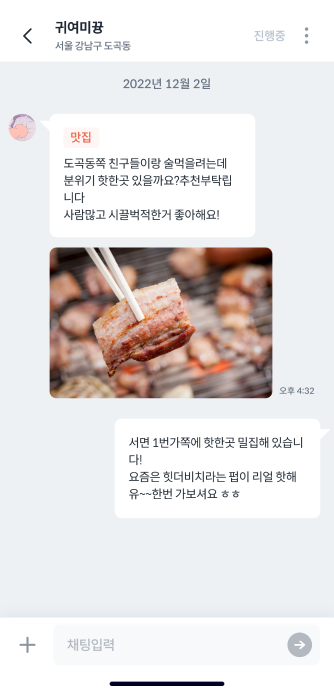 귀여미뀽
서울 강남구 도곡동
진행중
2022년 12월 2일
맛집
도곡동쪽 친구들이랑 술먹을려는데
분위기 핫한곳 있을까요?추천부탁립
니다
사람많고 시끌벅적한거 좋아해요!
오후 4:32
서면 1번가쪽에 핫한곳 밀집해 있습니
다!
요즘은 힛더비치라는 펍이 리얼 핫해
유~~한번 가보셔요 ㅎㅎ
채팅입력